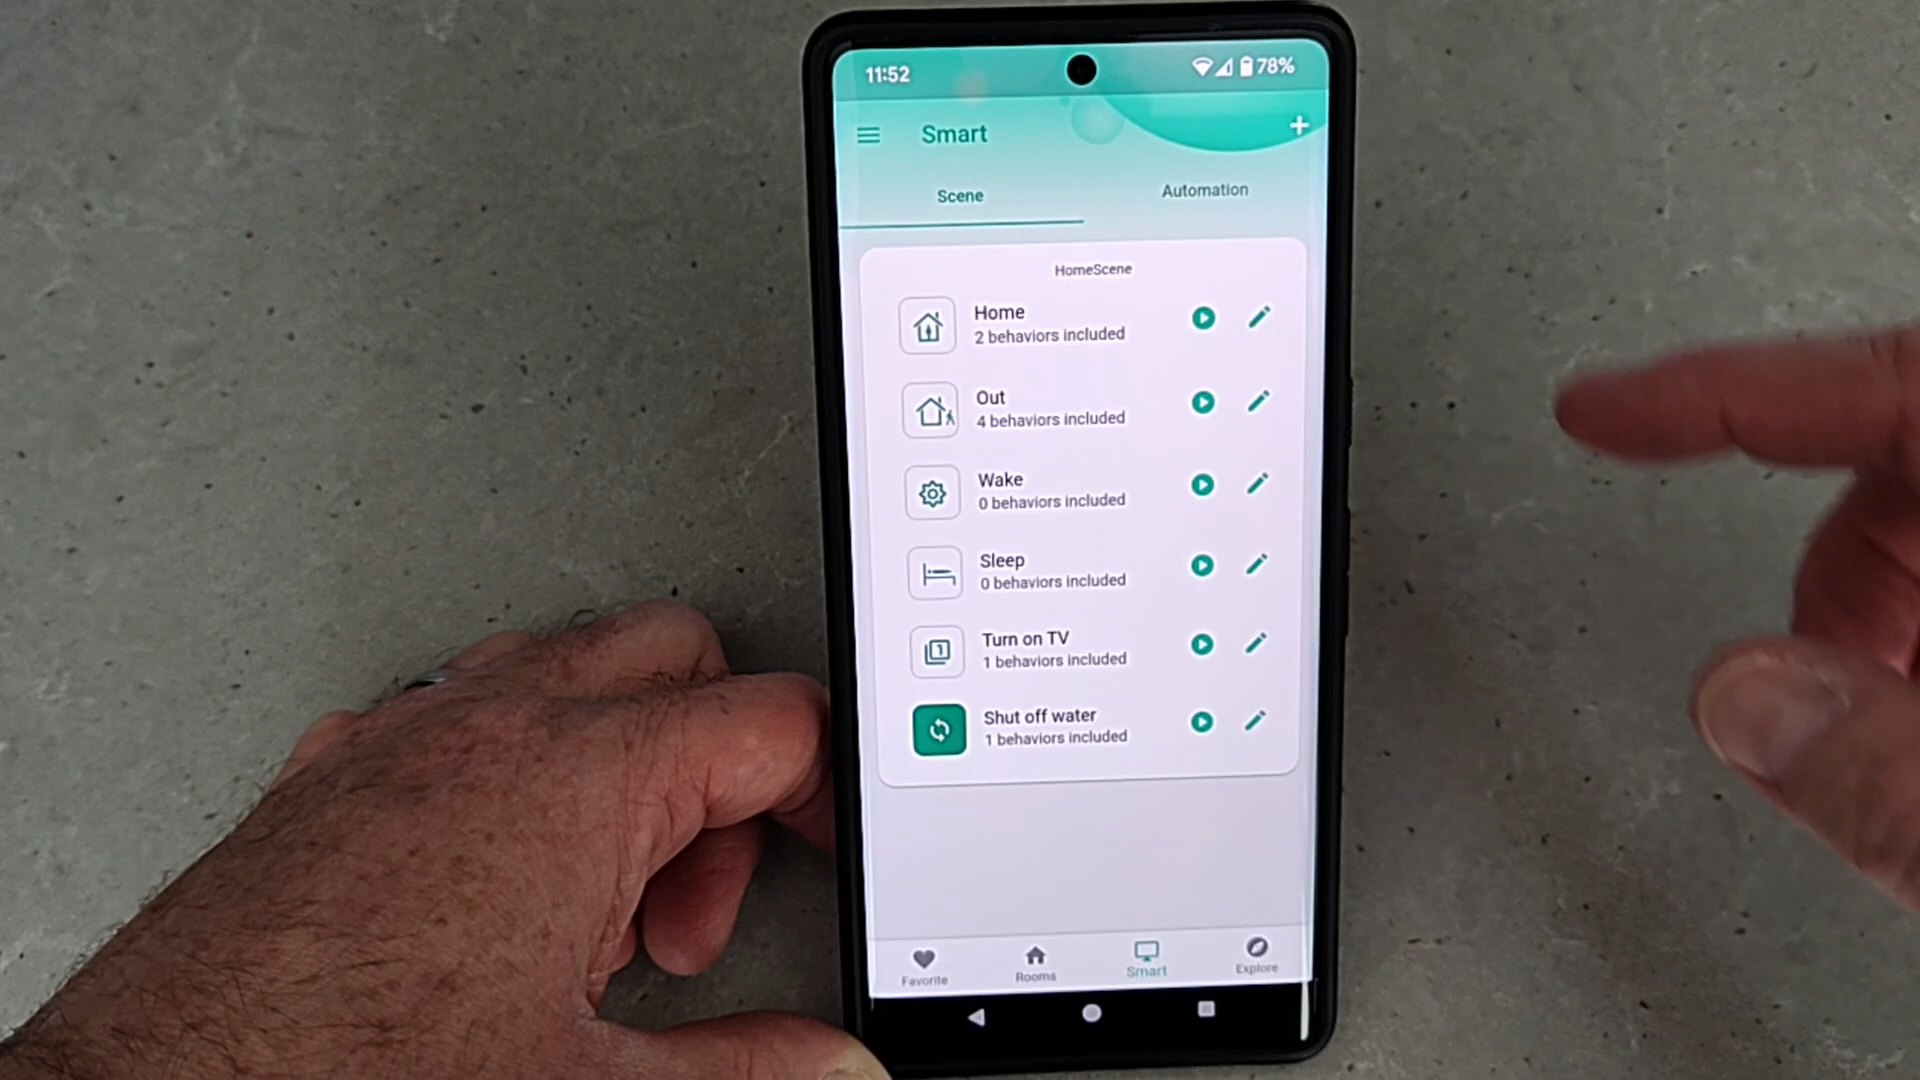 11:52
78%
Smart
Scene
Automation
HomeScene
Home
2 behaviors included
Out
4 behaviors included
Wake
0 behaviors included
Sleep
0 behaviors included
1
Turn on TV
1 behaviors included
Shut off water
1 behaviors included
Favorite
Rooms
Smart
Explore